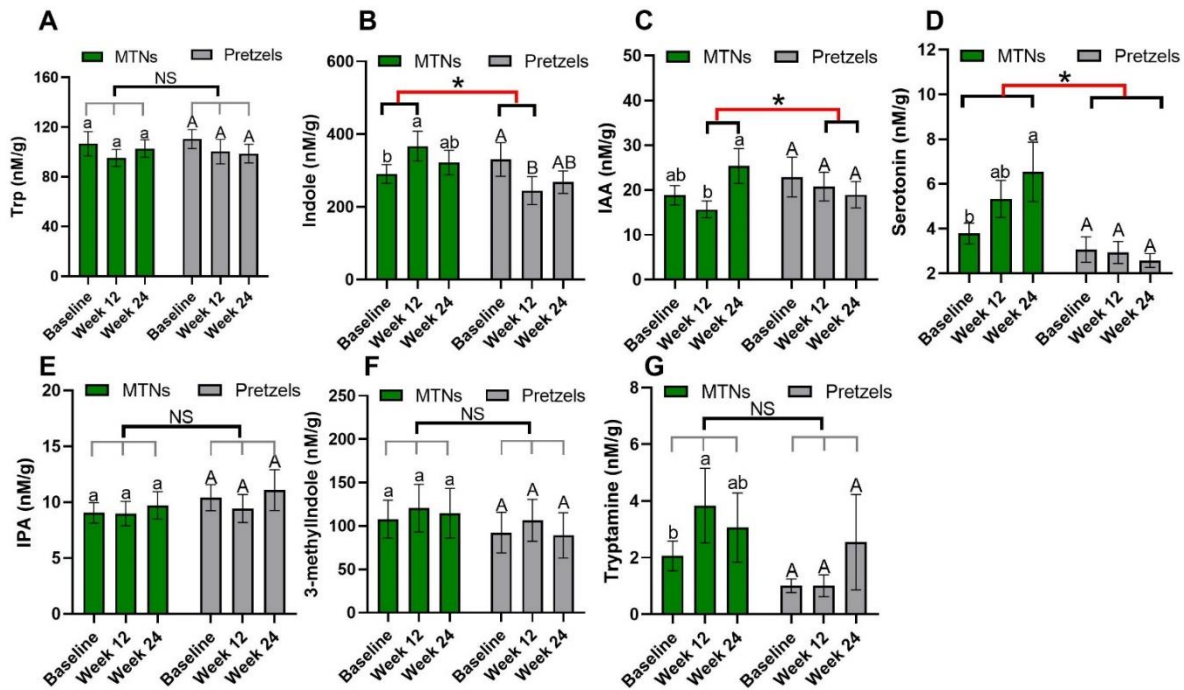 A
MTNs Pretzels
NS
Trp (nM/g)
160
120
80
40
0
a a a A A A
Baseline Week 12 Week 24 Baseline Week 12 Week 24
B
MTNs Pretzels
*
Indole (nM/g)
600
400
200
0
b a ab A B AB
Baseline Week 12 Week 24 Baseline Week 12 Week 24
C
MTNs Pretzels
*
IAA (nM/g)
50
40
30
20
10
0
ab b a A A A
Baseline Week 12 Week 24 Baseline Week 12 Week 24
D
MTNs Pretzels
*
Serotonin (nM/g)
12
10
8
6
4
2
b ab a A A A
Baseline Week 12 Week 24 Baseline Week 12 Week 24
E
MTNs Pretzels
NS
IPA (nM/g)
20
15
10
5
0
a a a A A A
Baseline Week 12 Week 24 Baseline Week 12 Week 24
F
MTNs Pretzels
NS
3-methylIndole (nM/g)
250
200
150
100
50
0
a a a A A A
Baseline Week 12 Week 24 Baseline Week 12 Week 24
G
MTNs Pretzels
NS
Tryptamine (nM/g)
8
6
4
2
0
b a ab A A A
Baseline Week 12 Week 24 Baseline Week 12 Week 24